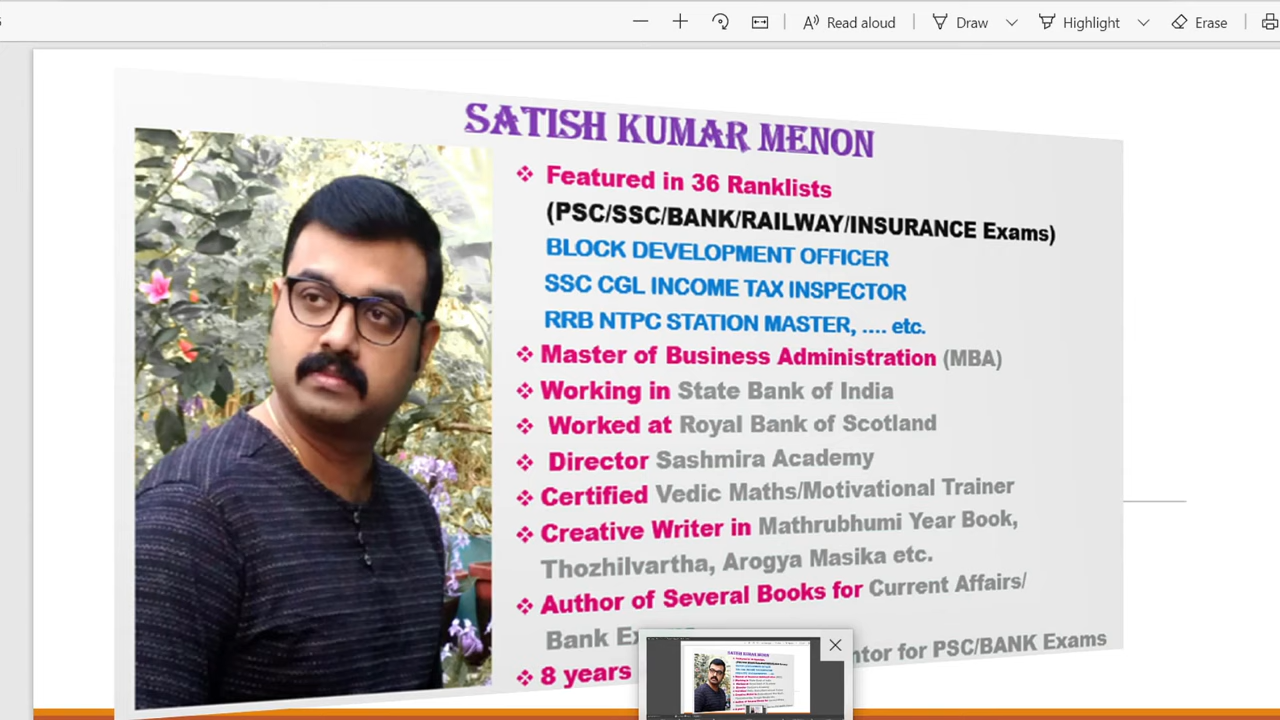 Read aloud
Draw
Highlight
Erase
SATISH KUMAR MENON
❖ Featured in 36 Ranklists
(PSC/SSC/BANK/RAILWAY/INSURANCE Exams)
BLOCK DEVELOPMENT OFFICER
SSC CGL INCOME TAX INSPECTOR
RRB NTPC STATION MASTER, .... etc.
❖ Master of Business Administration (MBA)
❖ Working in State Bank of India
❖ Worked at Royal Bank of Scotland
❖ Director Sashmira Academy
❖ Certified Vedic Maths/Motivational Trainer
❖ Creative Writer in Mathrubhumi Year Book,
Thozhilvartha, Arogya Masika etc.
❖ Author of Several Books for Current Affairs/
Bank
❖ 8 years for PSC/BANK Exams
SATISH KUMAR MENON